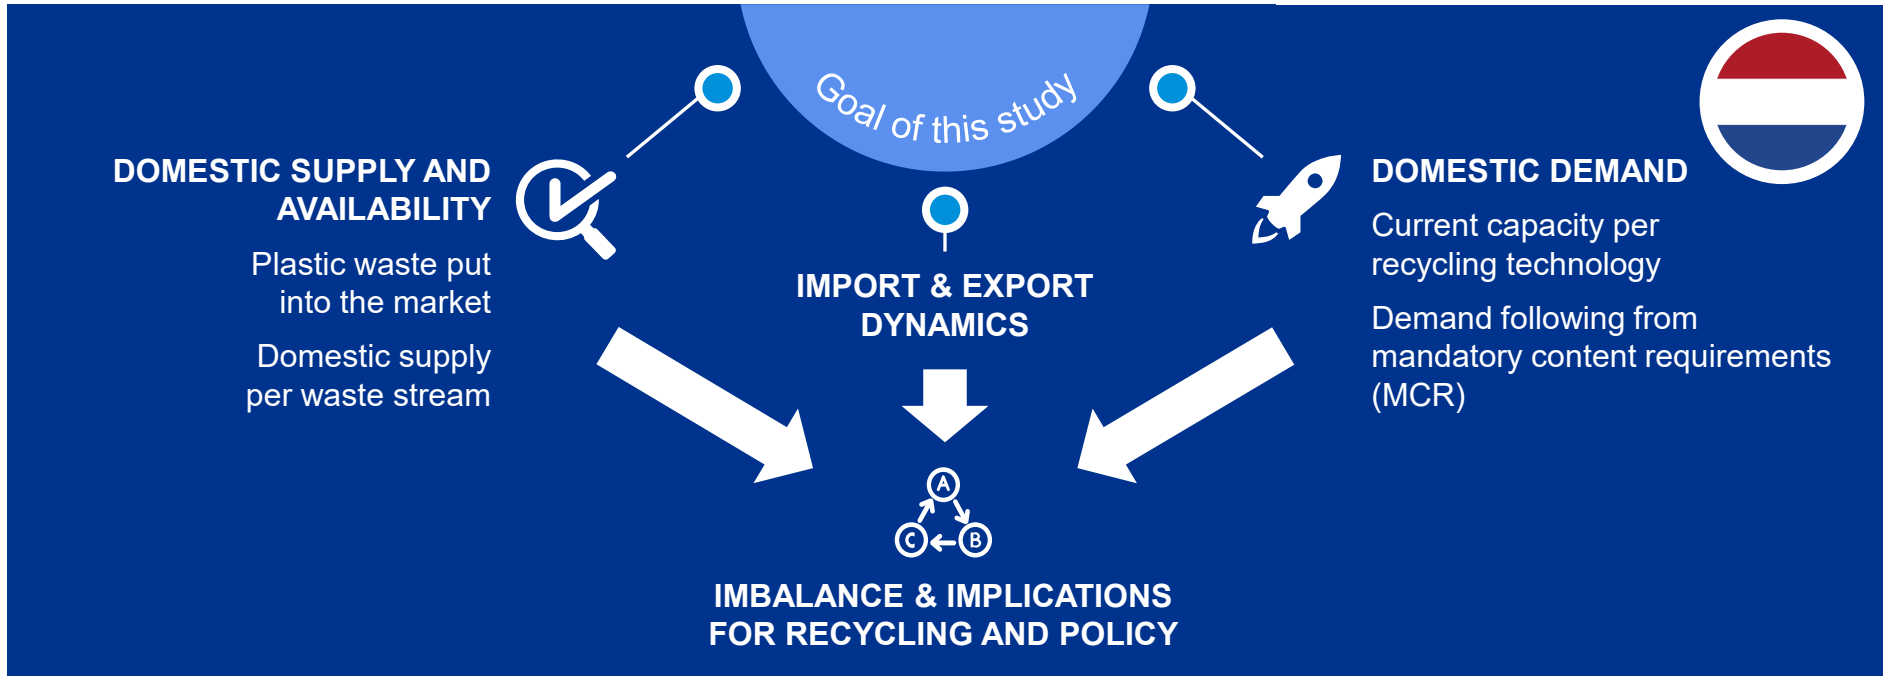 Goal of this study
DOMESTIC SUPPLY AND
AVAILABILITY
Plastic waste put
into the market
Domestic supply
per waste stream
IMPORT & EXPORT
DYNAMICS
DOMESTIC DEMAND
Current capacity per
recycling technology
Demand following from
mandatory content requirements
(MCR)
A
C
B
IMBALANCE & IMPLICATIONS
FOR RECYCLING AND POLICY